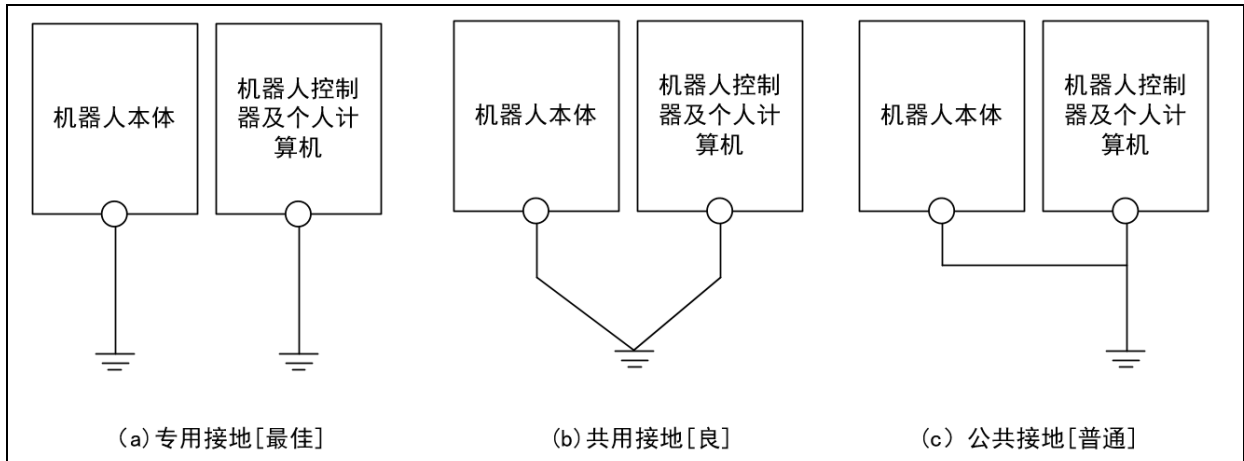 机器人本体
机器人控制
器及个人计
算机
机器人本体
机器人控制
器及个人计
算机
机器人本体
机器人控制
器及个人计
算机
(a)专用接地[最佳]
(b)共用接地[良]
(c) 公共接地[普通]